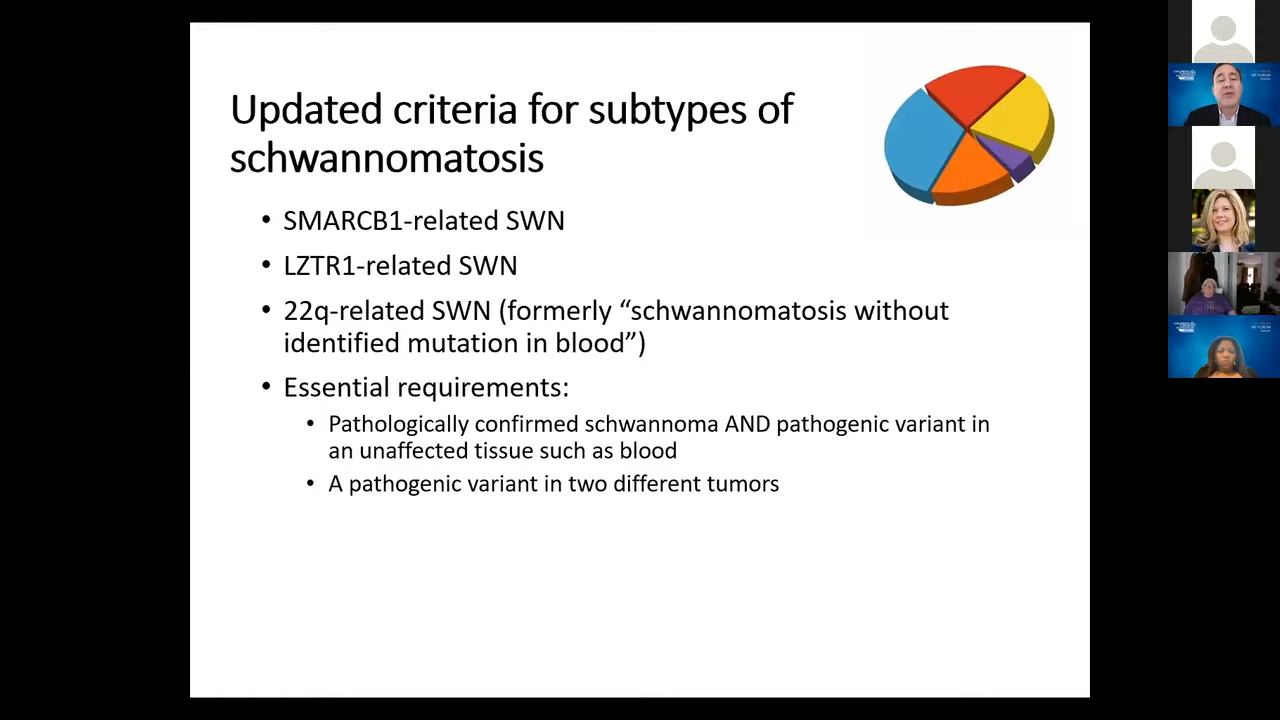 Updated criteria for subtypes of
schwannomatosis
• SMARCB1-related SWN
• LZTR1-related SWN
• 22q-related SWN (formerly “schwannomatosis without
identified mutation in blood”)
• Essential requirements:
• Pathologically confirmed schwannoma AND pathogenic variant in
an unaffected tissue such as blood
• A pathogenic variant in two different tumors